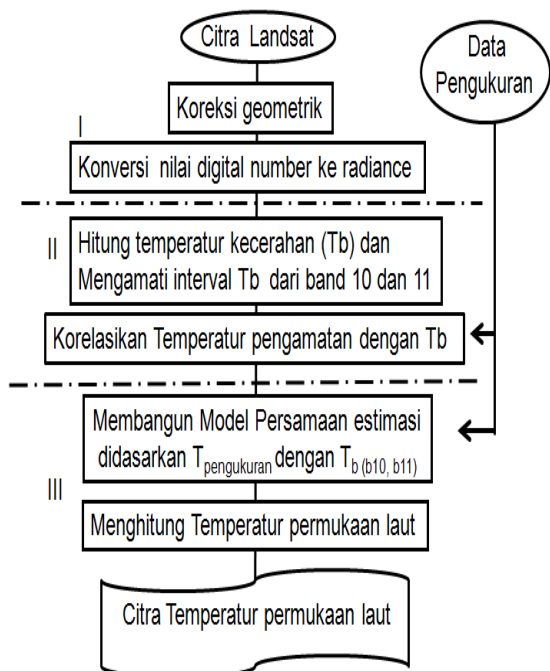 Citra Landsat
Data
Pengukuran
Koreksi geometrik
I
Konversi nilai digital number ke radiance
II
Hitung temperatur kecerahan (Tb) dan
Mengamati interval Tb dari band 10 dan 11
Korelasikan Temperatur pengamatan dengan Tb
Membangun Model Persamaan estimasi
didasarkan Tpengukuran dengan Tb (b10, b11)
III
Menghitung Temperatur permukaan laut
Citra Temperatur permukaan laut